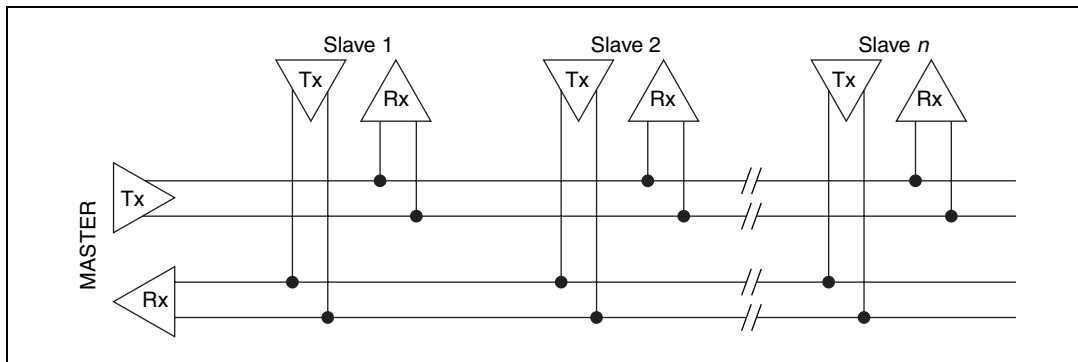 Slave 1
Slave 2
Slave n
Tx
Rx
Tx
Rx
Tx
Rx
MASTER
Tx
Rx